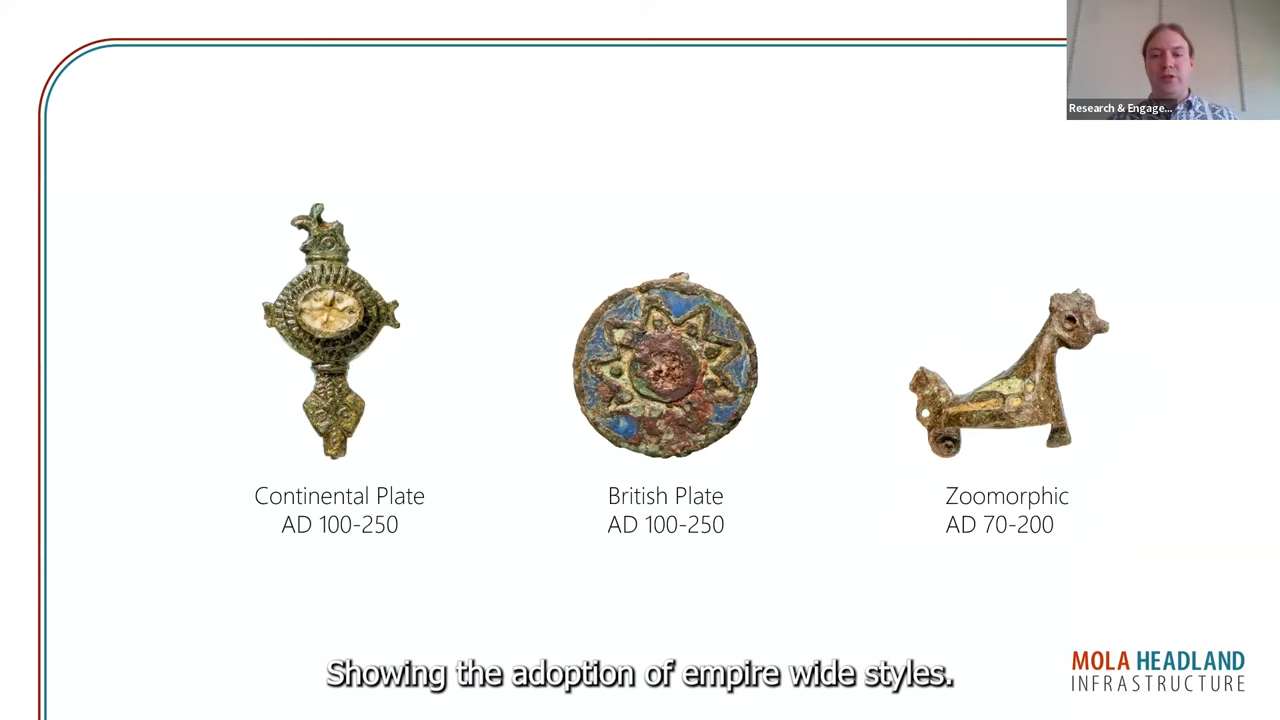 Research & Engage...
Continental Plate
AD 100-250
British Plate
AD 100-250
Zoomorphic
AD 70-200
Showing the adoption of empire wide styles.
MOLA HEADLAND
INFRASTRUCTURE